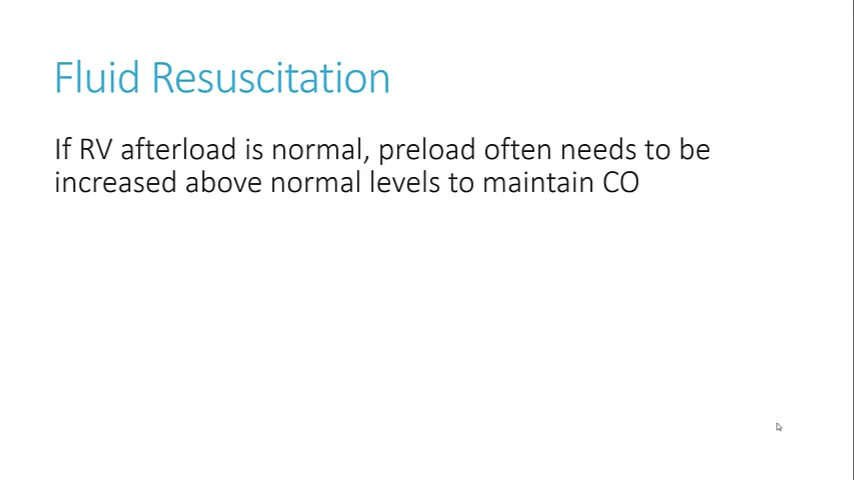 Fluid Resuscitation
If RV afterload is normal, preload often needs to be
increased above normal levels to maintain CO